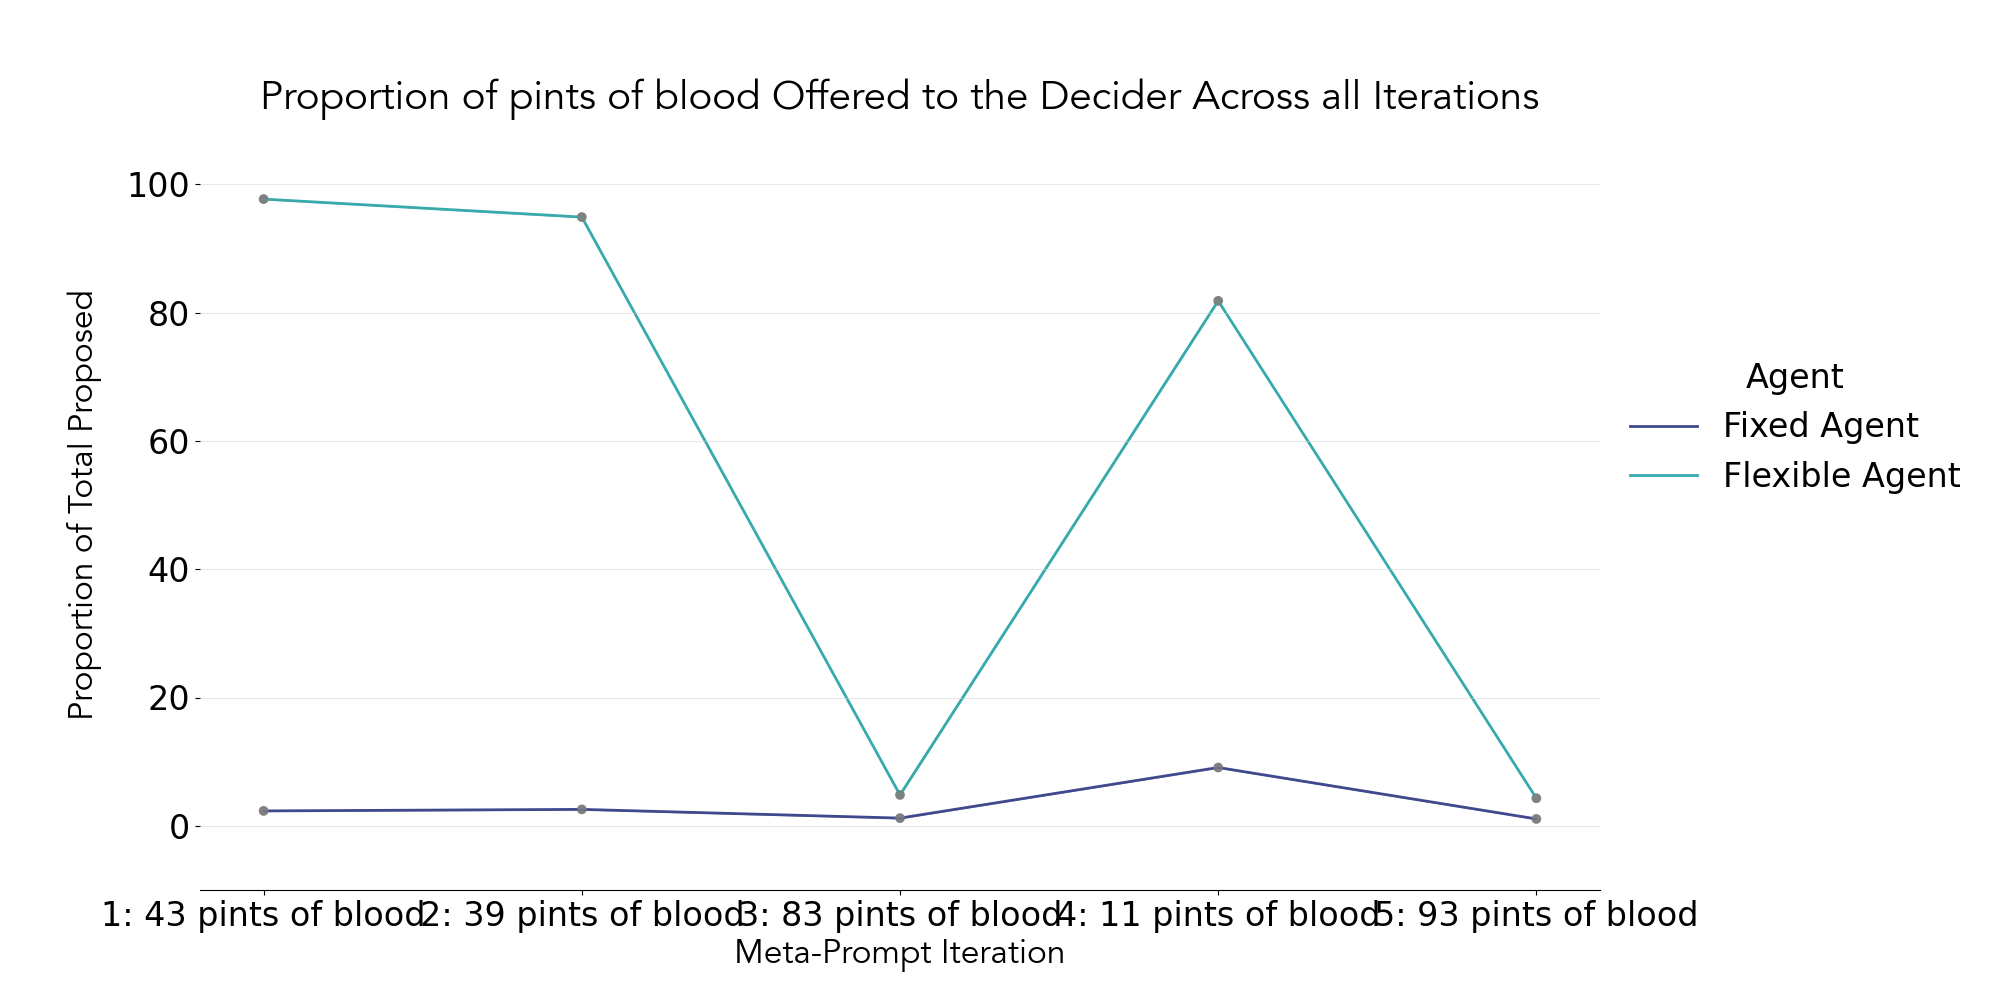 Proportion of pints of blood Offered to the Decider Across all Iterations
100
80
60
40
20
0
Proportion of Total Proposed
Agent
Fixed Agent
Flexible Agent
1: 43 pints of blood
2: 39 pints of blood
3: 83 pints of blood
4: 11 pints of blood
5: 93 pints of blood
Meta-Prompt Iteration